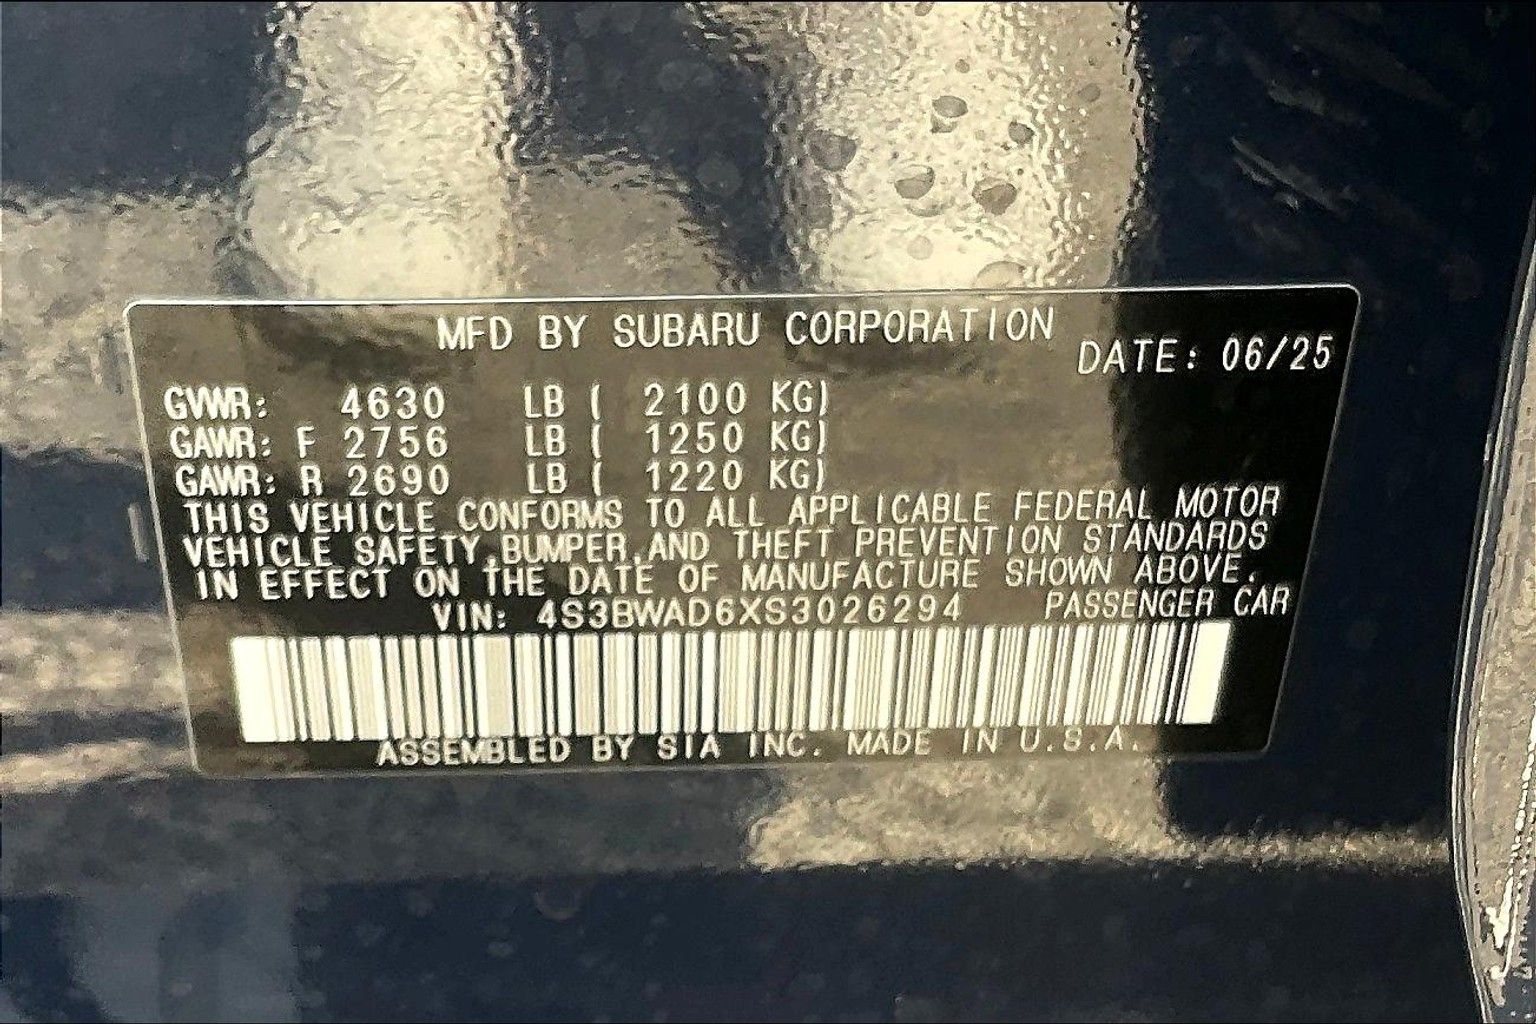 MFD BY SUBARU CORPORATION
DATE: 06/25
GVWR: 4630 LB ( 2100 KG)
GAWR: F 2756 LB ( 1250 KG)
GAWR: R 2690 LB ( 1220 KG)
THIS VEHICLE CONFORMS TO ALL APPLICABLE FEDERAL MOTOR
VEHICLE SAFETY,BUMPER,AND THEFT PREVENTION STANDARDS
IN EFFECT ON THE DATE OF MANUFACTURE SHOWN ABOVE.
VIN: 4S3BWAD6XS3026294 PASSENGER CAR
ASSEMBLED BY SIA INC. MADE IN U.S.A.